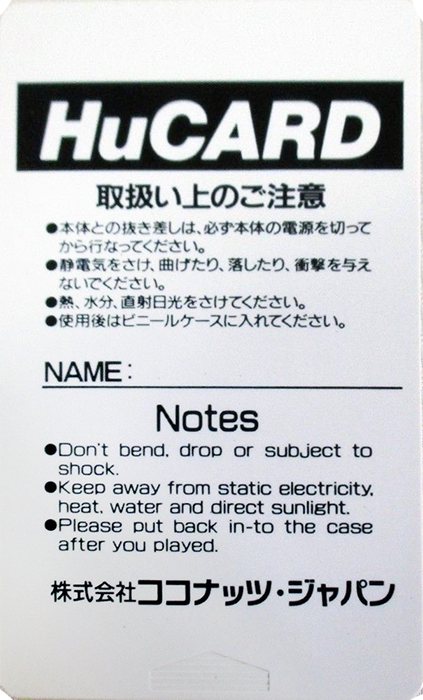 HuCARD
取扱い上のご注意
●本体との抜き差しは、必ず本体の電源を切って
から行なってください。
●静電気をさけ、曲げたり、落したり、衝撃を与え
ないでください。
●熱、水分、直射日光をさけてください。
●使用後はビニールケースに入れてください。
NAME:
Notes
●Don't bend, drop or subject to
shock.
●Keep away from static electricity,
heat, water and direct sunlight.
●Please put back in-to the case
after you played.
株式会社ココナッツ・ジャパン